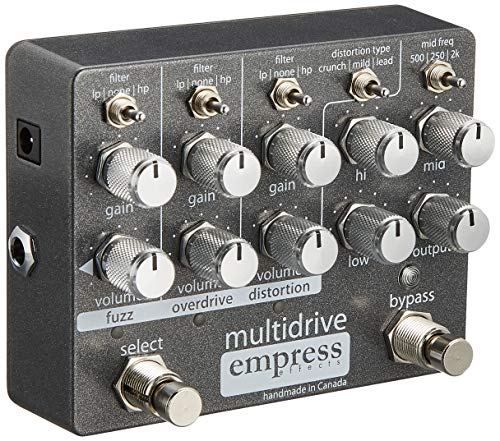 filter
lp | none | hp
filter
lp | none | hp
filter
lp | none | hp
distortion type
crunch | mild | lead
mid freq
500 | 250 | 2k
gain
gain
gain
hi
mid
volume
volume
volume
low
output
fuzz
overdrive
distortion
select
bypass
multidrive
empress
effects
handmade in Canada